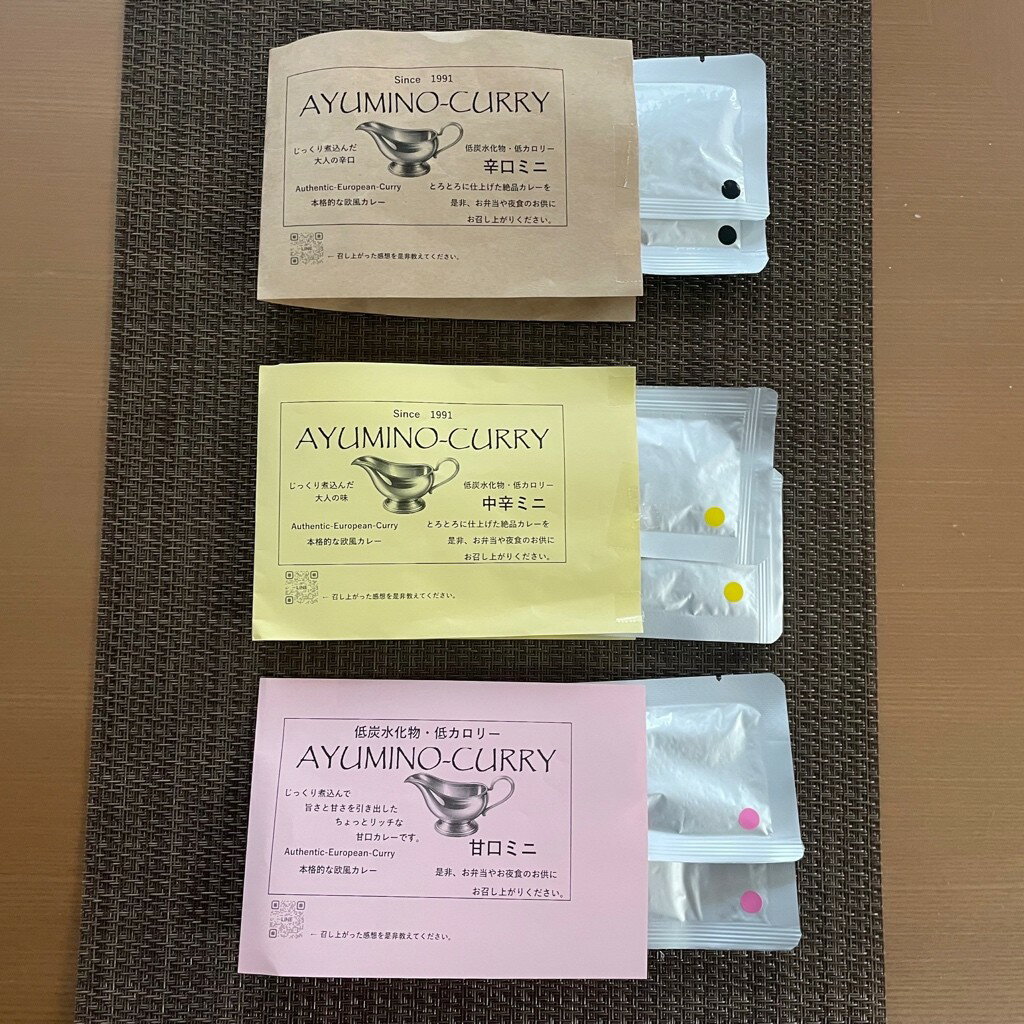 Since 1991
AYUMINO-CURRY
じっくり煮込んだ
大人の辛口
低炭水化物・低カロリー
辛口ミニ
Authentic-European-Curry
本格的な欧風カレー
とろとろに仕上げた絶品カレーを
是非、お弁当や夜食のお供に
お召し上がりください。
LINE
← 召し上がった感想を是非教えてください。
Since 1991
AYUMINO-CURRY
じっくり煮込んだ
大人の味
低炭水化物・低カロリー
中辛ミニ
Authentic-European-Curry
本格的な欧風カレー
とろとろに仕上げた絶品カレーを
是非、お弁当や夜食のお供に
お召し上がりください。
LINE
← 召し上がった感想を是非教えてください。
低炭水化物・低カロリー
AYUMINO-CURRY
じっくり煮込んで
旨さと甘さを引き出した
ちょっとリッチな
甘口カレーです。
甘口ミニ
Authentic-European-Curry
本格的な欧風カレー
是非、お弁当やお夜食のお供に
お召し上がりください。
LINE
← 召し上がった感想を是非教えてください。